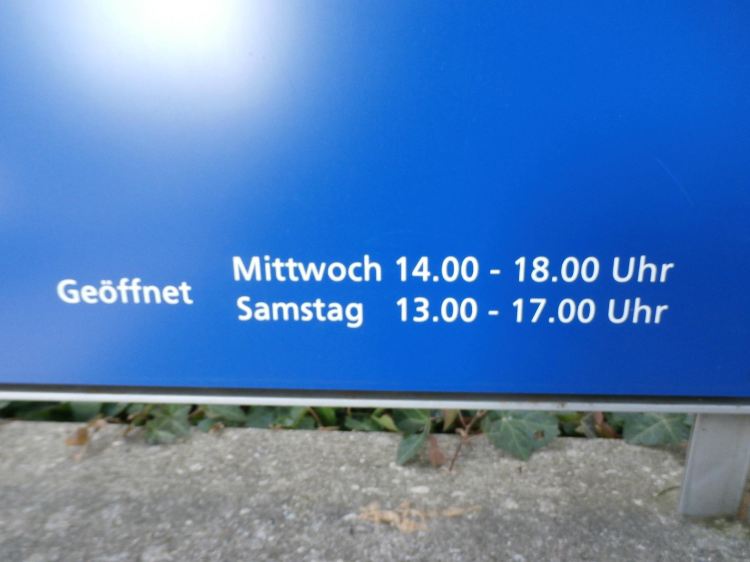 Geöffnet
Mittwoch 14.00 - 18.00 Uhr
Samstag 13.00 - 17.00 Uhr